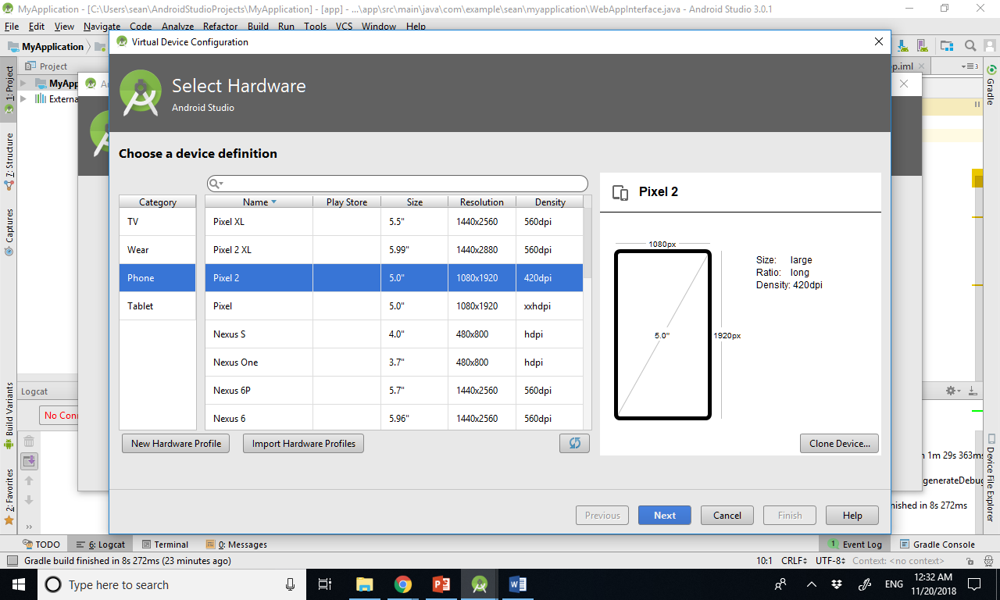 MyApplication - [C:\Users\sean\AndroidStudioProjects\MyApplication] - [app] - ...\app\src\main\java\com\example\sean\myapplication\WebAppInterface.java - Android Studio 3.0.1
File Edit View Navigate Code Analyze Refactor Build Run Tools VCS Window Help
MyApplication
Virtual Device Configuration
Project
p.iml
3
1: Project
MyApp
Externa
Select Hardware
Android Studio
Gradle
Choose a device definition
7: Structure
Captures
Category Name Play Store Size Resolution Density
TV
Wear
Phone
Tablet
Pixel XL 5.5" 1440x2560 560dpi
Pixel 2 XL 5.99" 1440x2880 560dpi
Pixel 2 5.0" 1080x1920 420dpi
Pixel 5.0" 1080x1920 xxhdpi
Nexus S 4.0" 480x800 hdpi
Nexus One 3.7" 480x800 hdpi
Nexus 6P 5.7" 1440x2560 560dpi
Nexus 6 5.96" 1440x2560 560dpi
Pixel 2
1080px
Size: large
Ratio: long
Density: 420dpi
5.0"
1920px
New Hardware Profile Import Hardware Profiles Clone Device...
Previous Next Cancel Finish Help
Logcat
No Conn
Build Variants
2: Favorites
1m 29s 363ms
generateDebug
nished in 8s 272ms
Device File Explorer
TODO 6: Logcat Terminal 0: Messages 1 Event Log Gradle Console
Gradle build finished in 8s 272ms (23 minutes ago) 10:1 CRLF UTF-8 Context: <no context>
Type here to search ENG 12:32 AM
11/20/2018